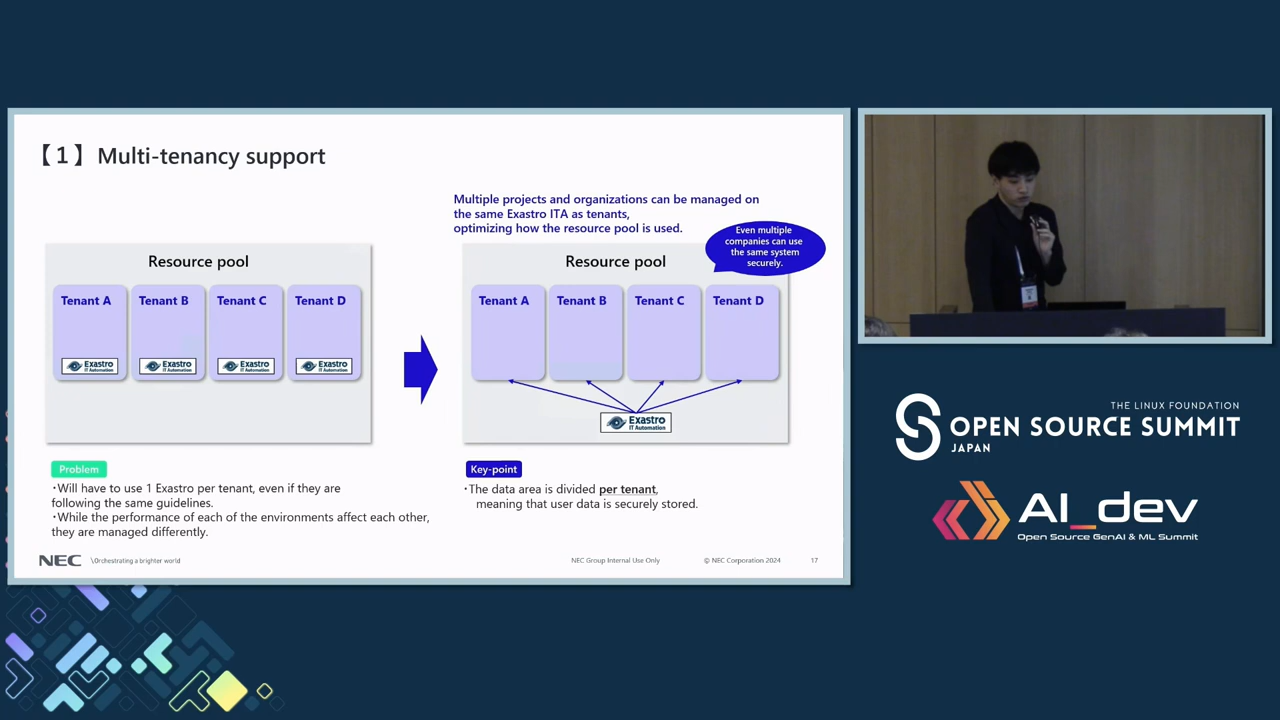 【1】 Multi-tenancy support
Multiple projects and organizations can be managed on
the same Exastro ITA as tenants,
optimizing how the resource pool is used.
Even multiple
companies can use
the same system
securely.
Resource pool
Tenant A
Tenant B
Tenant C
Tenant D
Exastro
IT Automation
Exastro
IT Automation
Exastro
IT Automation
Exastro
IT Automation
Resource pool
Tenant A
Tenant B
Tenant C
Tenant D
Exastro
IT Automation
Problem
・Will have to use 1 Exastro per tenant, even if they are
following the same guidelines.
・While the performance of each of the environments affect each other,
they are managed differently.
Key-point
・The data area is divided per tenant,
meaning that user data is securely stored.
NEC
\Orchestrating a brighter world
NEC Group Internal Use Only
© NEC Corporation 2024
17
THE LINUX FOUNDATION
OPEN SOURCE SUMMIT
JAPAN
AI_dev
Open Source GenAI & ML Summit